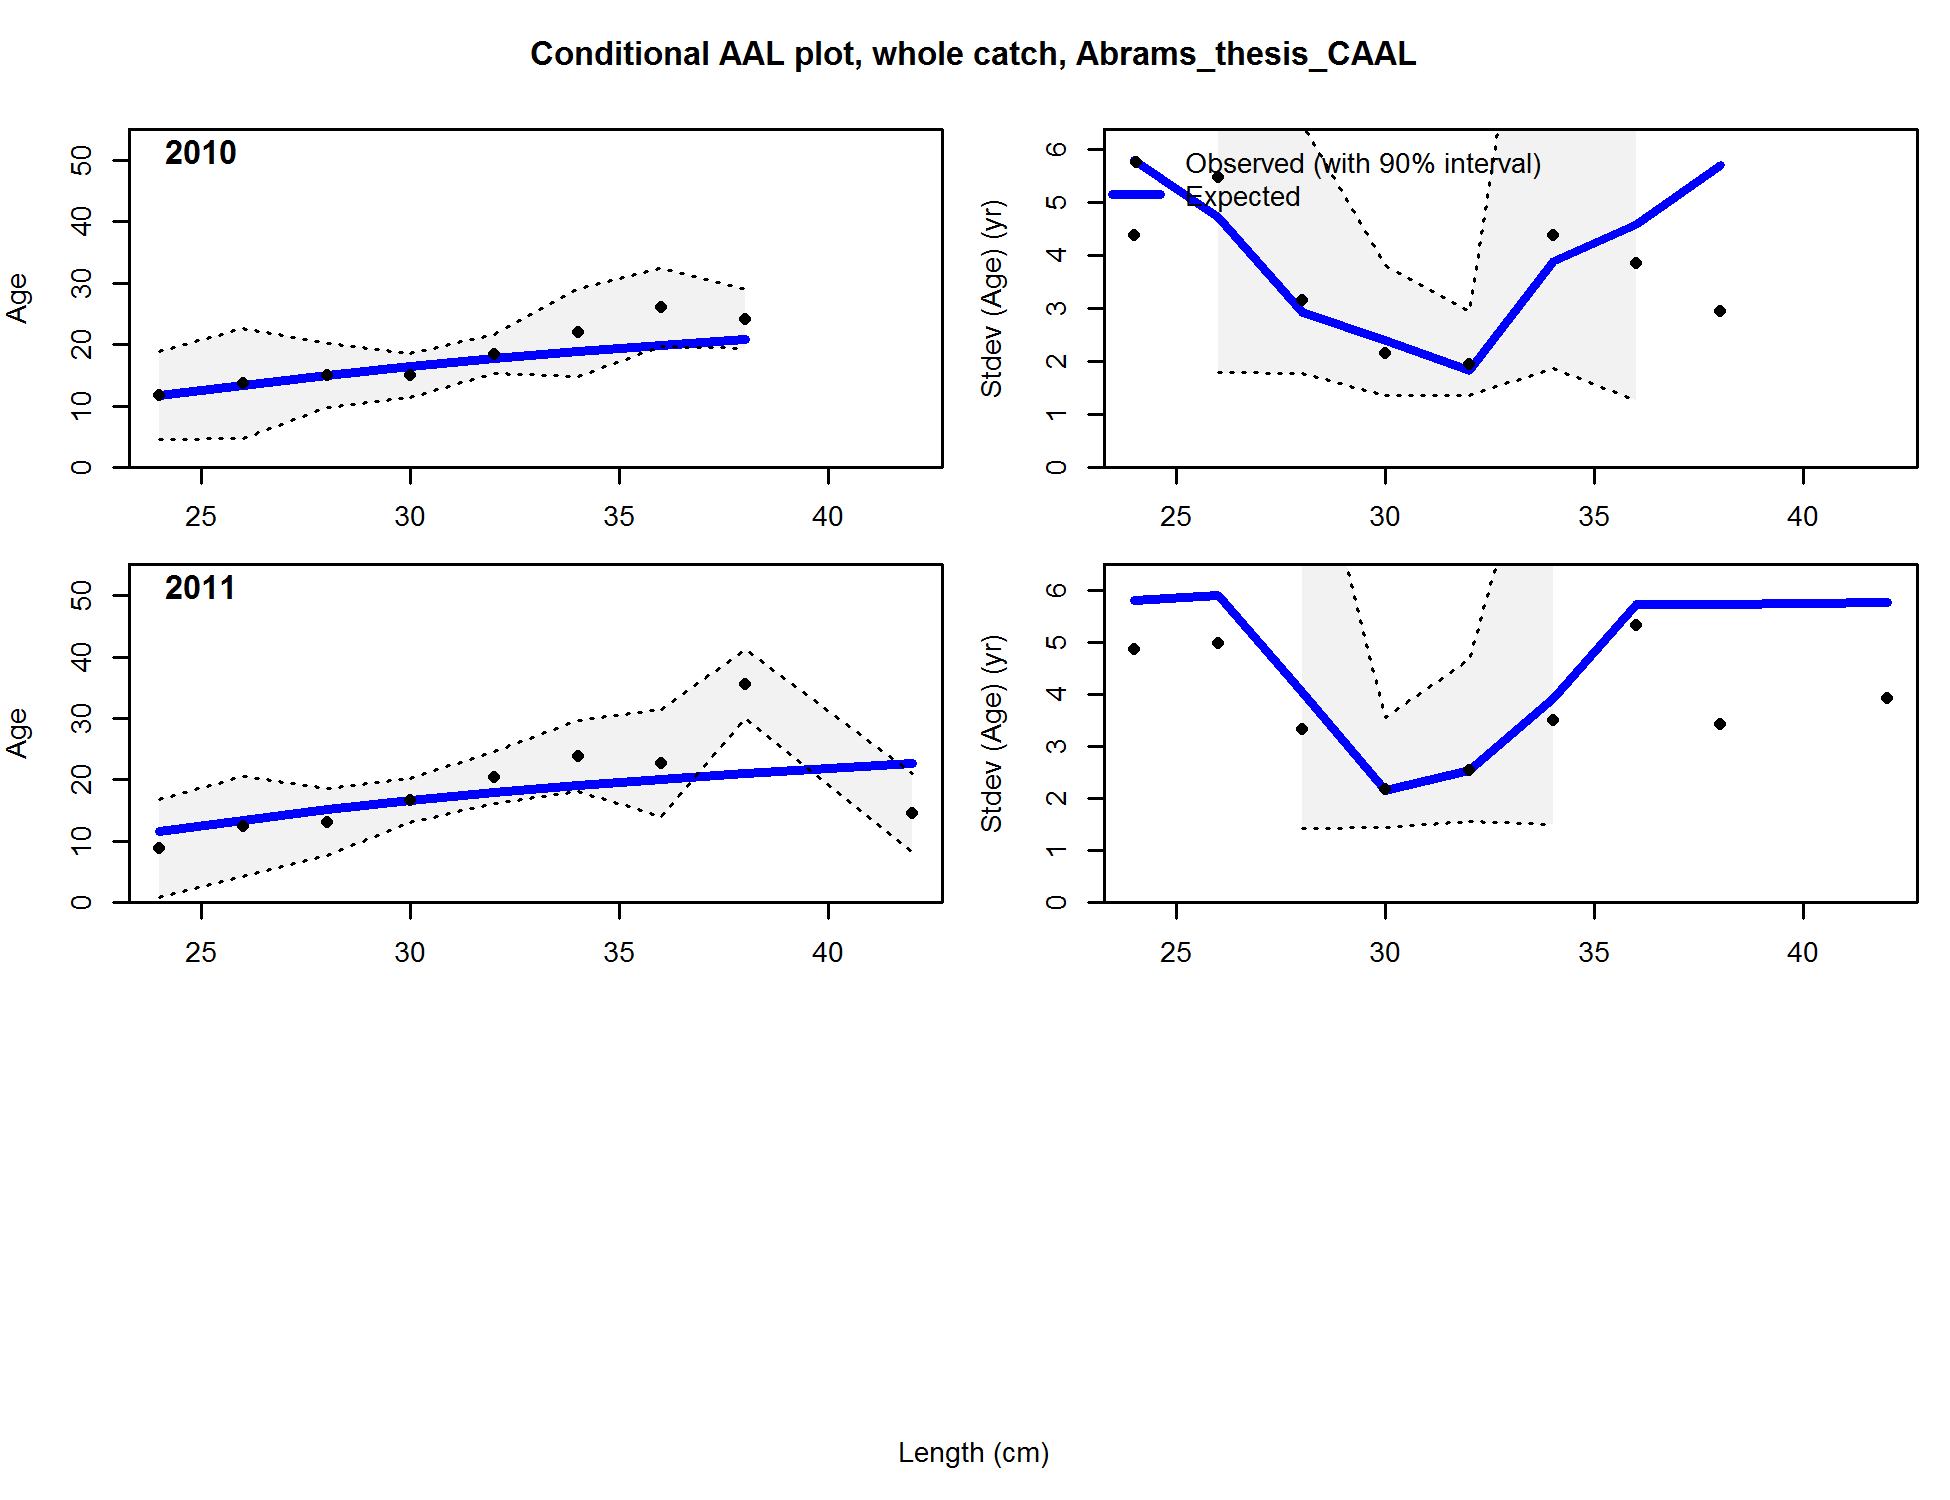 Conditional AAL plot, whole catch, Abrams_thesis_CAAL
2010
Age
0 10 20 30 40 50
25 30 35 40
Observed (with 90% interval)
Expected
Stdev (Age) (yr)
0 1 2 3 4 5 6
25 30 35 40
2011
Age
0 10 20 30 40 50
25 30 35 40
Stdev (Age) (yr)
0 1 2 3 4 5 6
25 30 35 40
Length (cm)